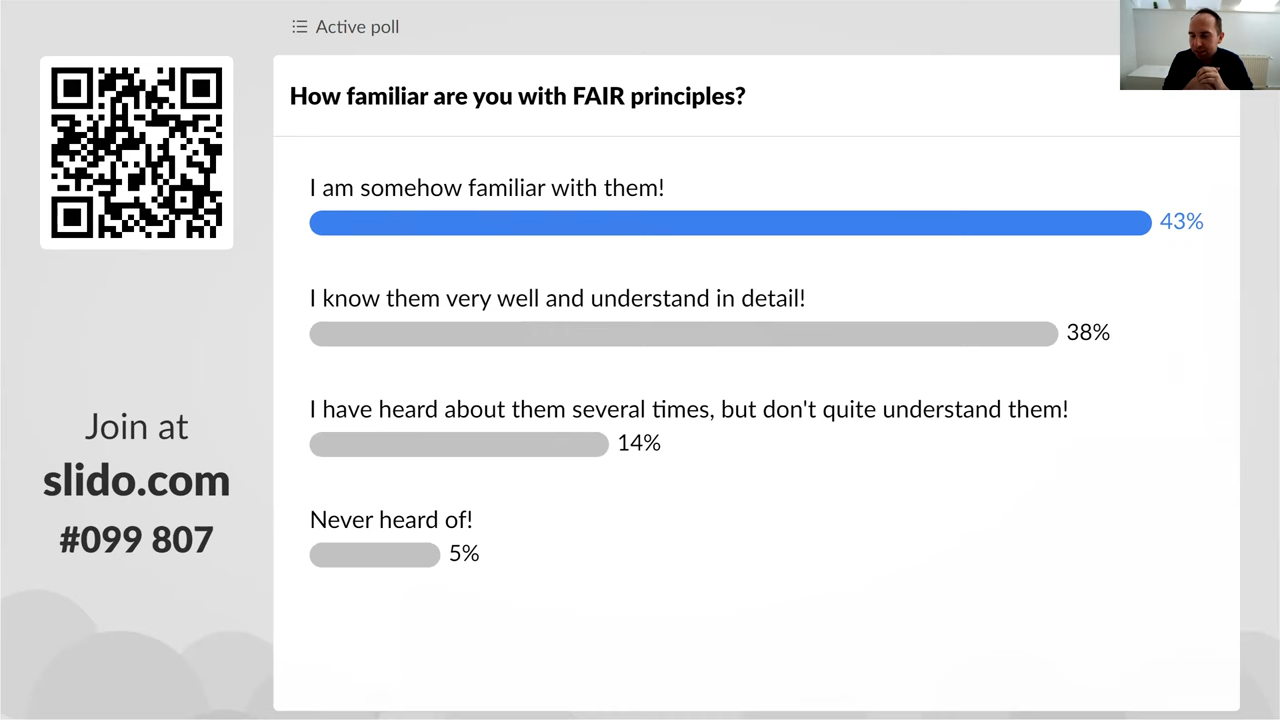 Active poll
How familiar are you with FAIR principles?
I am somehow familiar with them!
43%
I know them very well and understand in detail!
38%
I have heard about them several times, but don't quite understand them!
14%
Never heard of!
5%
Join at
slido.com
#099 807